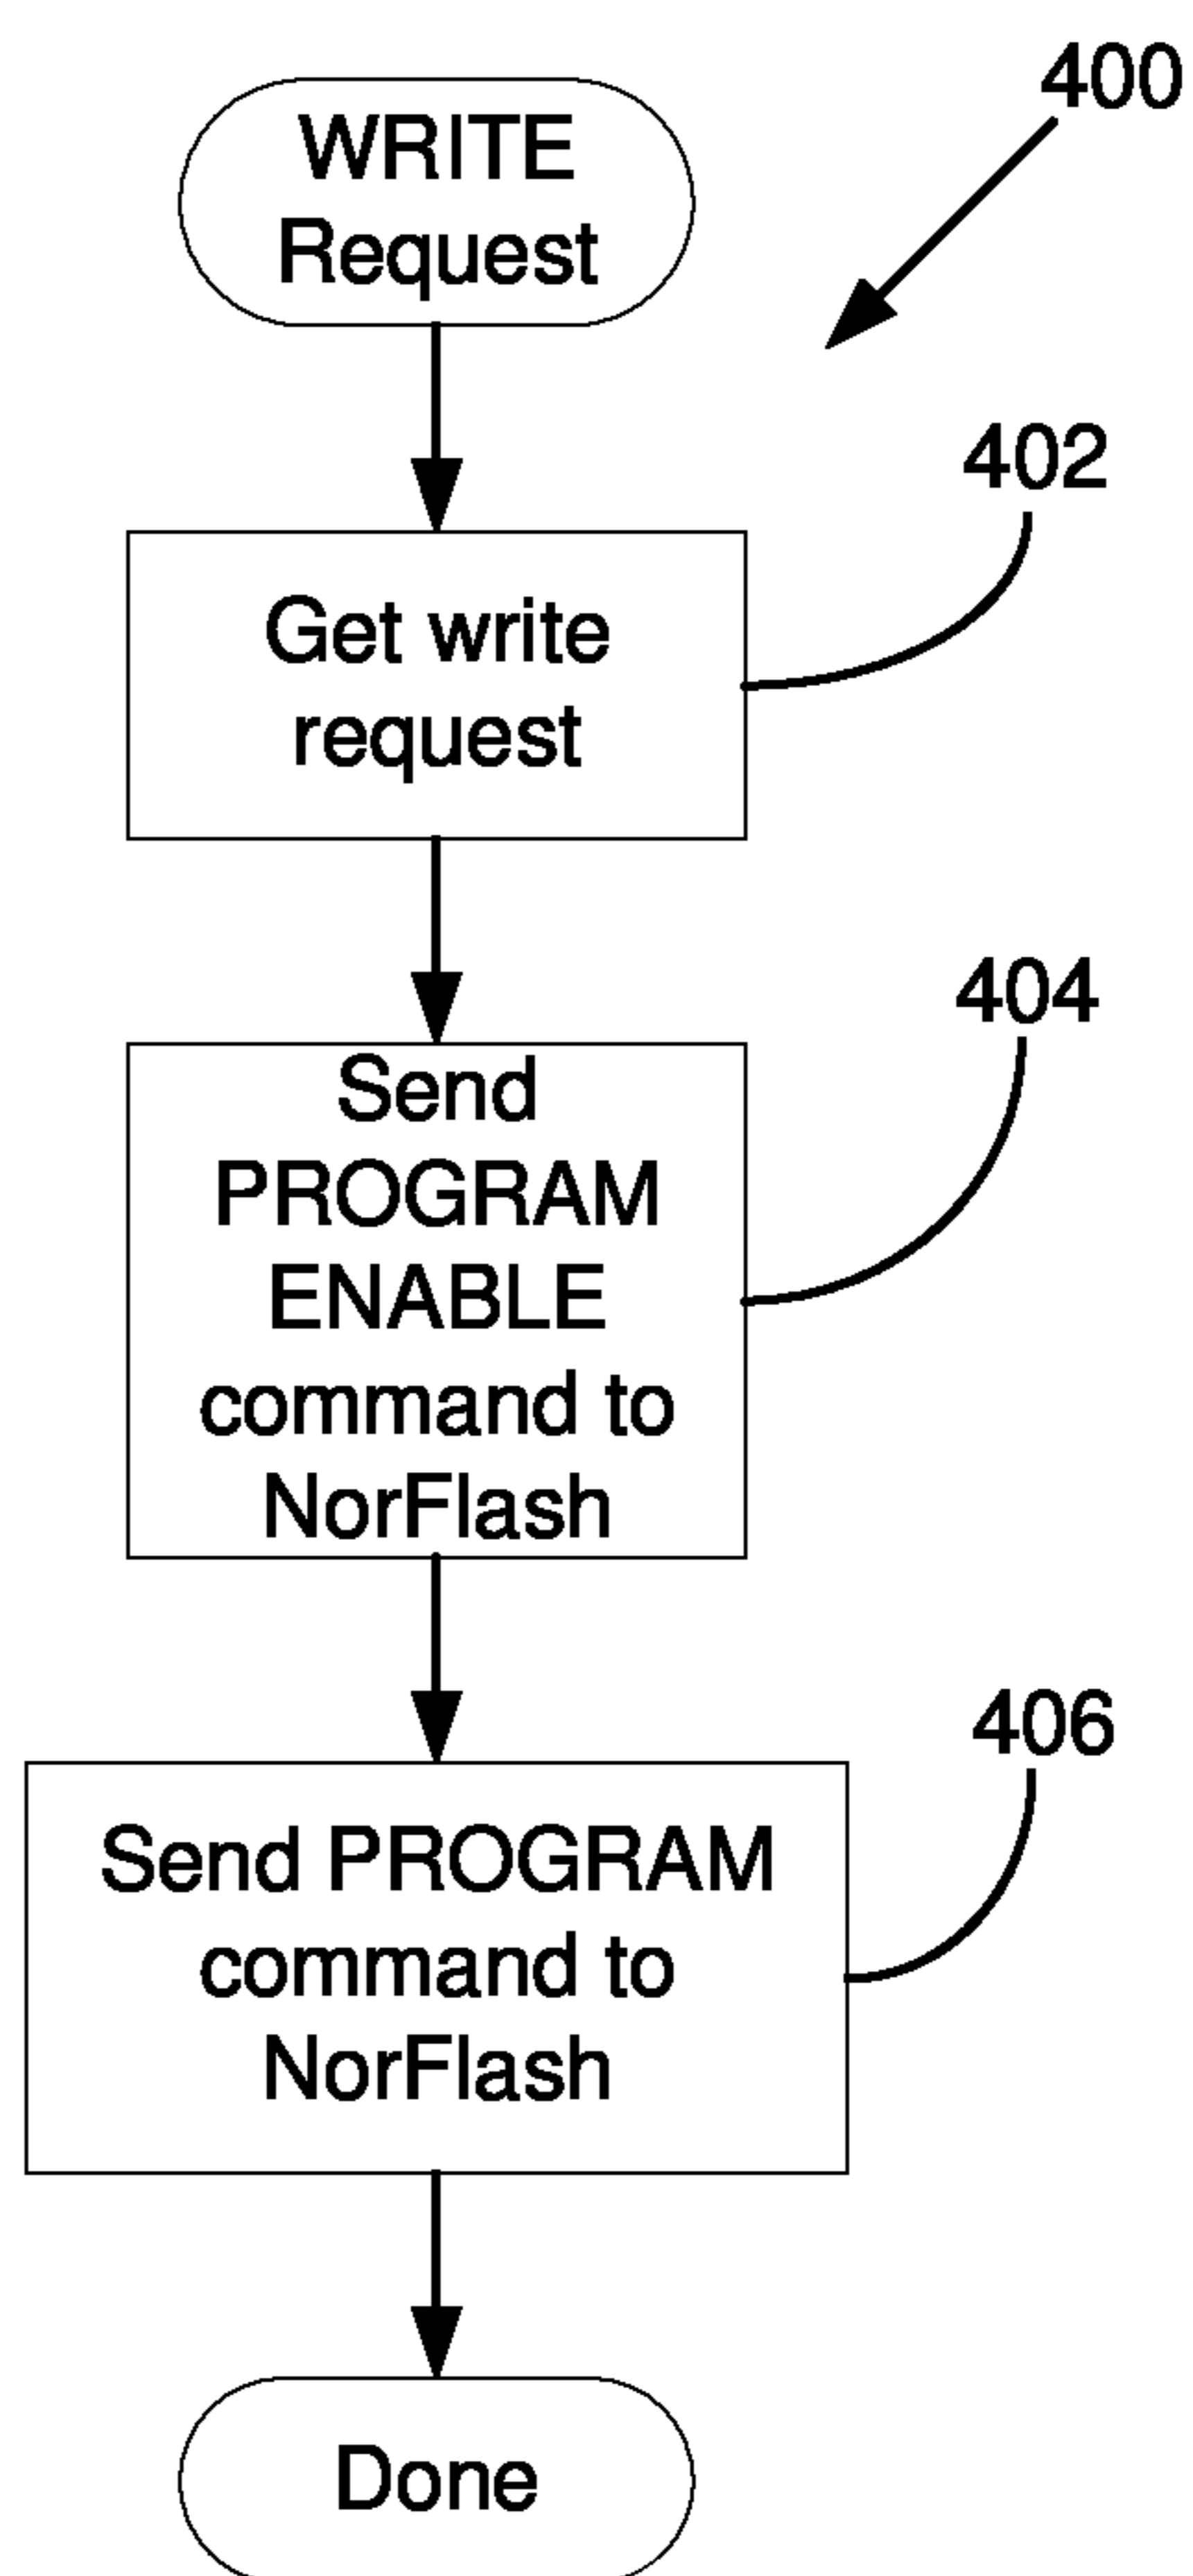 400
WRITE
Request
402
Get write
request
404
Send
PROGRAM
ENABLE
command to
NorFlash
406
Send PROGRAM
command to
NorFlash
Done